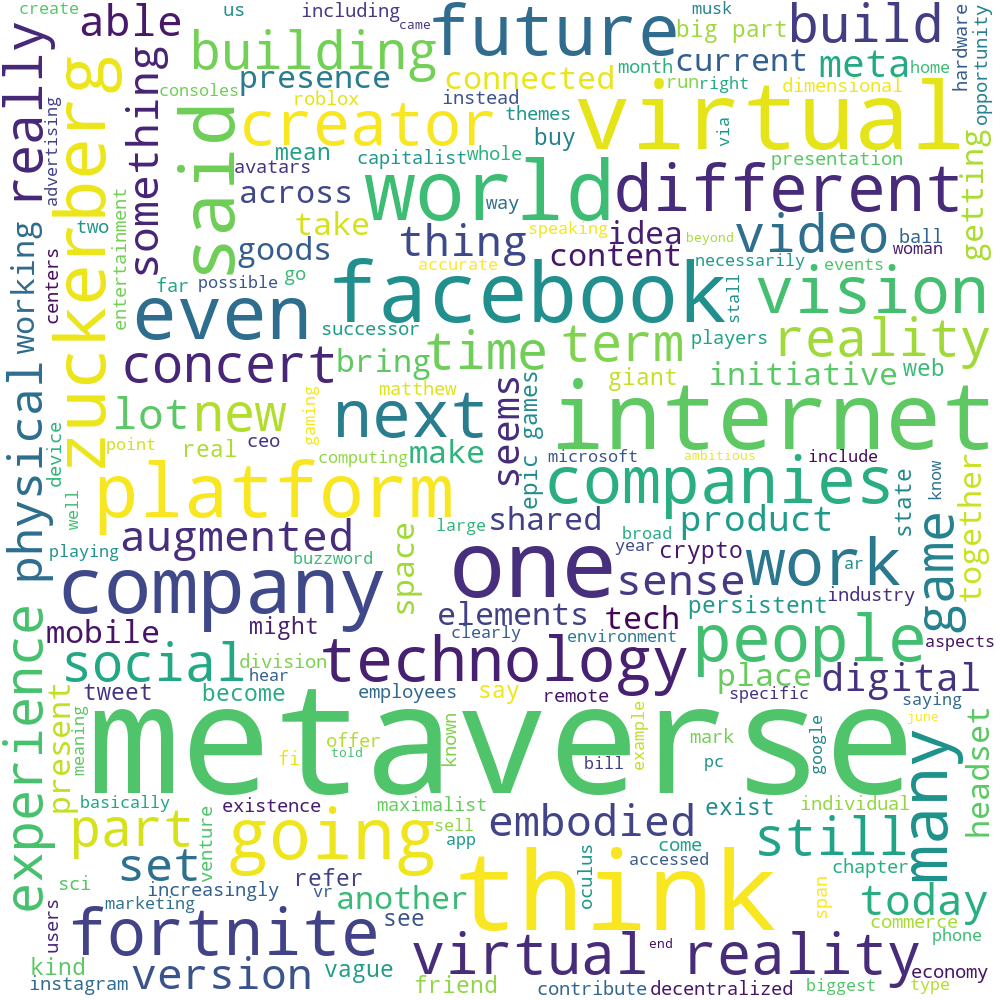 create
us
including
came
future
musk
big part
build
hardware
opportunity
able
building
presence
connected
current
month
meta
home
really
zuckerberg
something
said
consoles
creator
roblox
instead
themes
virtual
run
right
dimensional
advertising
mean
avatars
capitalist
whole
buy
via
presentation
getting
across
world
way
different
two
take
goods
thing
speaking
idea
content
beyond
video
ball
woman
necessarily
events
entertainment
centers
far
possible
go
accurate
facebook
stall
vision
working
even
successor
time
term
players
reality
concert
bring
matthew
giant
initiative
web
physical
lot
new
gaming
next
seems
games
internet
device
point
real
ceo
computing
make
epic
microsoft
ambitious
include
know
platform
companies
state
together
well
augmented
large
shared
broad
product
playing
buzzword
space
one
year
crypto
work
ar
game
company
sense
persistent
industry
experience
mobile
might
elements
clearly
tech
environment
people
aspects
social
division
hear
technology
place
digital
tweet
become
employees
say
remote
specific
saying
present
meaning
metaverse
offer
known
told
fi
example
mark
bill
pc
google
june
many
headset
basically
existence
maximalist
exist
individual
part
going
sell
app
embodied
come
still
set
venture
refer
think
accessed
oculus
chapter
sci
increasingly
vr
another
span
today
users
marketing
fortnite
see
commerce
phone
kind
version
vague
virtual reality
end
economy
instagram
friend
contribute
decentralized
biggest
type